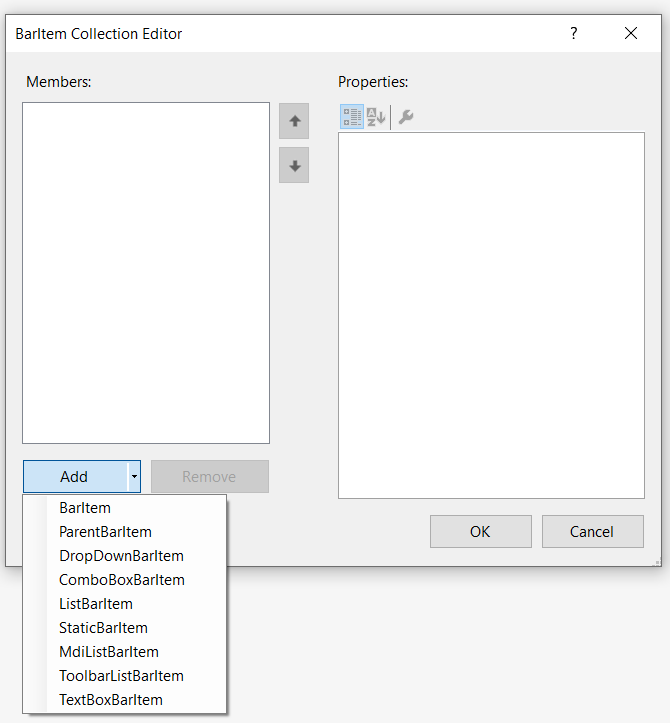 BarItem Collection Editor
?
Members:
Properties:
A
Z
Add
Remove
BarItem
ParentBarItem
DropDownBarItem
ComboBoxBarItem
ListBarItem
StaticBarItem
MdiListBarItem
ToolbarListBarItem
TextBoxBarItem
OK
Cancel